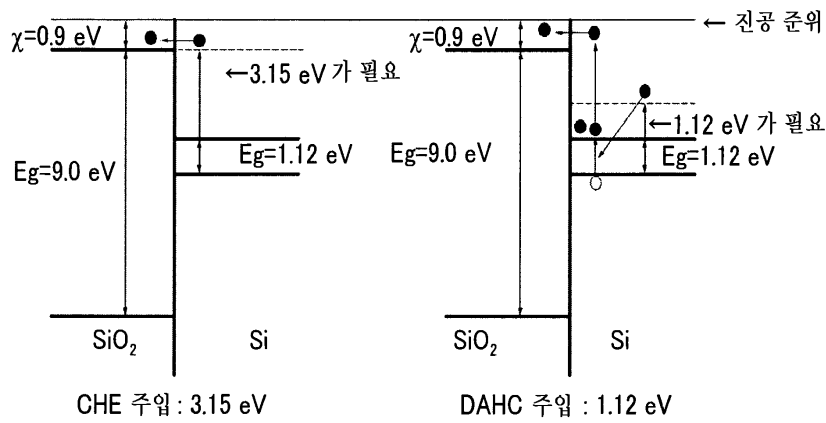 ← 진공 준위
χ=0.9 eV
←3.15 eV 가 필요
Eg=1.12 eV
Eg=9.0 eV
SiO2
Si
CHE 주입 : 3.15 eV
χ=0.9 eV
←1.12 eV 가 필요
Eg=1.12 eV
Eg=9.0 eV
SiO2
Si
DAHC 주입 : 1.12 eV